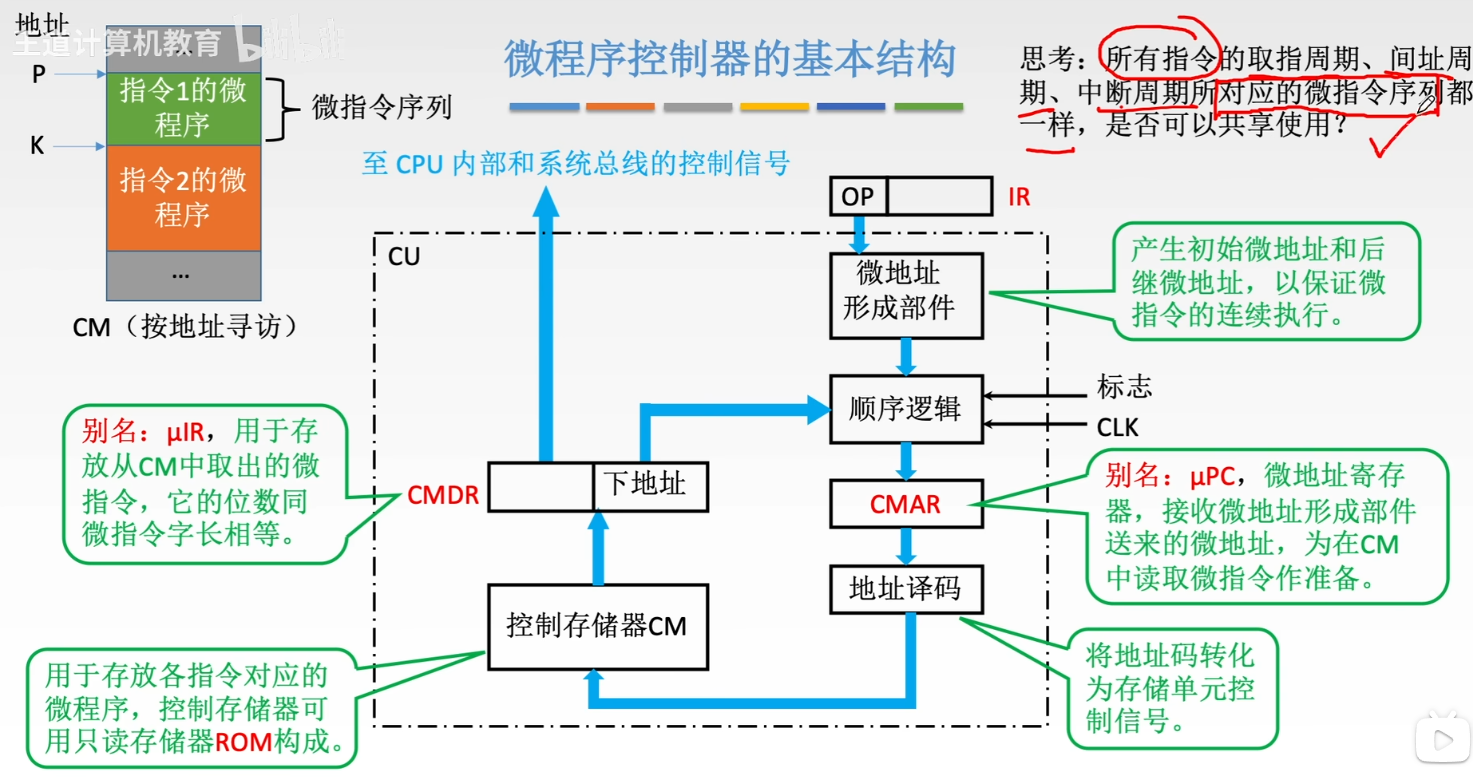 地址
王道计算机教育 bilibili
微程序控制器的基本结构
思考：所有指令的取指周期、间址周
期、中断周期所对应的微指令序列都
一样，是否可以共享使用？
P
指令1的微
程序
微指令序列
K
指令2的微
程序
...
CM（按地址寻访）
至 CPU 内部和系统总线的控制信号
OP
IR
CU
微地址
形成部件
产生初始微地址和后
继微地址，以保证微
指令的连续执行。
顺序逻辑
标志
CLK
别名：μIR，用于存
放从CM中取出的微
指令，它的位数同
微指令字长相等。
CMDR
下地址
CMAR
别名：μPC，微地址寄存
器，接收微地址形成部件
送来的微地址，为在CM
中读取微指令作准备。
地址译码
控制存储器CM
用于存放各指令对应的
微程序，控制存储器可
用只读存储器ROM构成。
将地址码转化
为存储单元控
制信号。